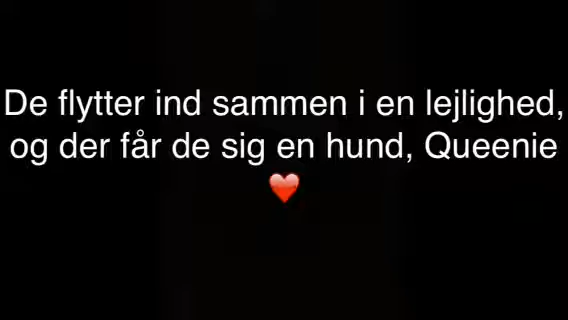 De flytter ind sammen i en lejlighed,
og der får de sig en hund, Queenie
❤️